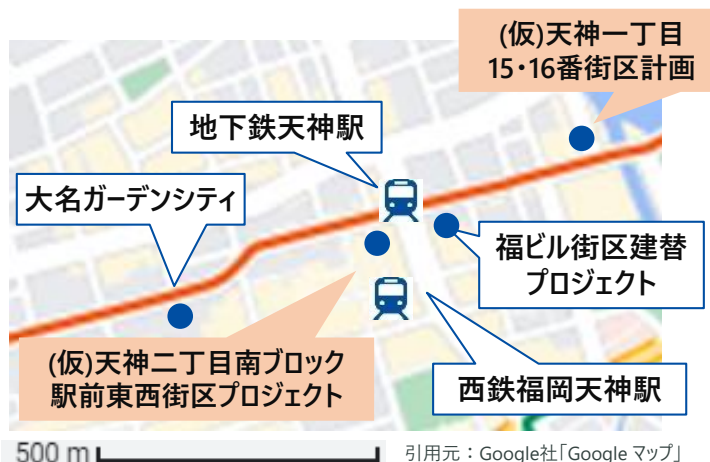 (仮)天神一丁目
15・16番街区計画
地下鉄天神駅
大名ガーデンシティ
福ビル街区建替
プロジェクト
(仮)天神二丁目南ブロック
駅前東西街区プロジェクト
西鉄福岡天神駅
500 m
引用元：Google社「Google マップ」